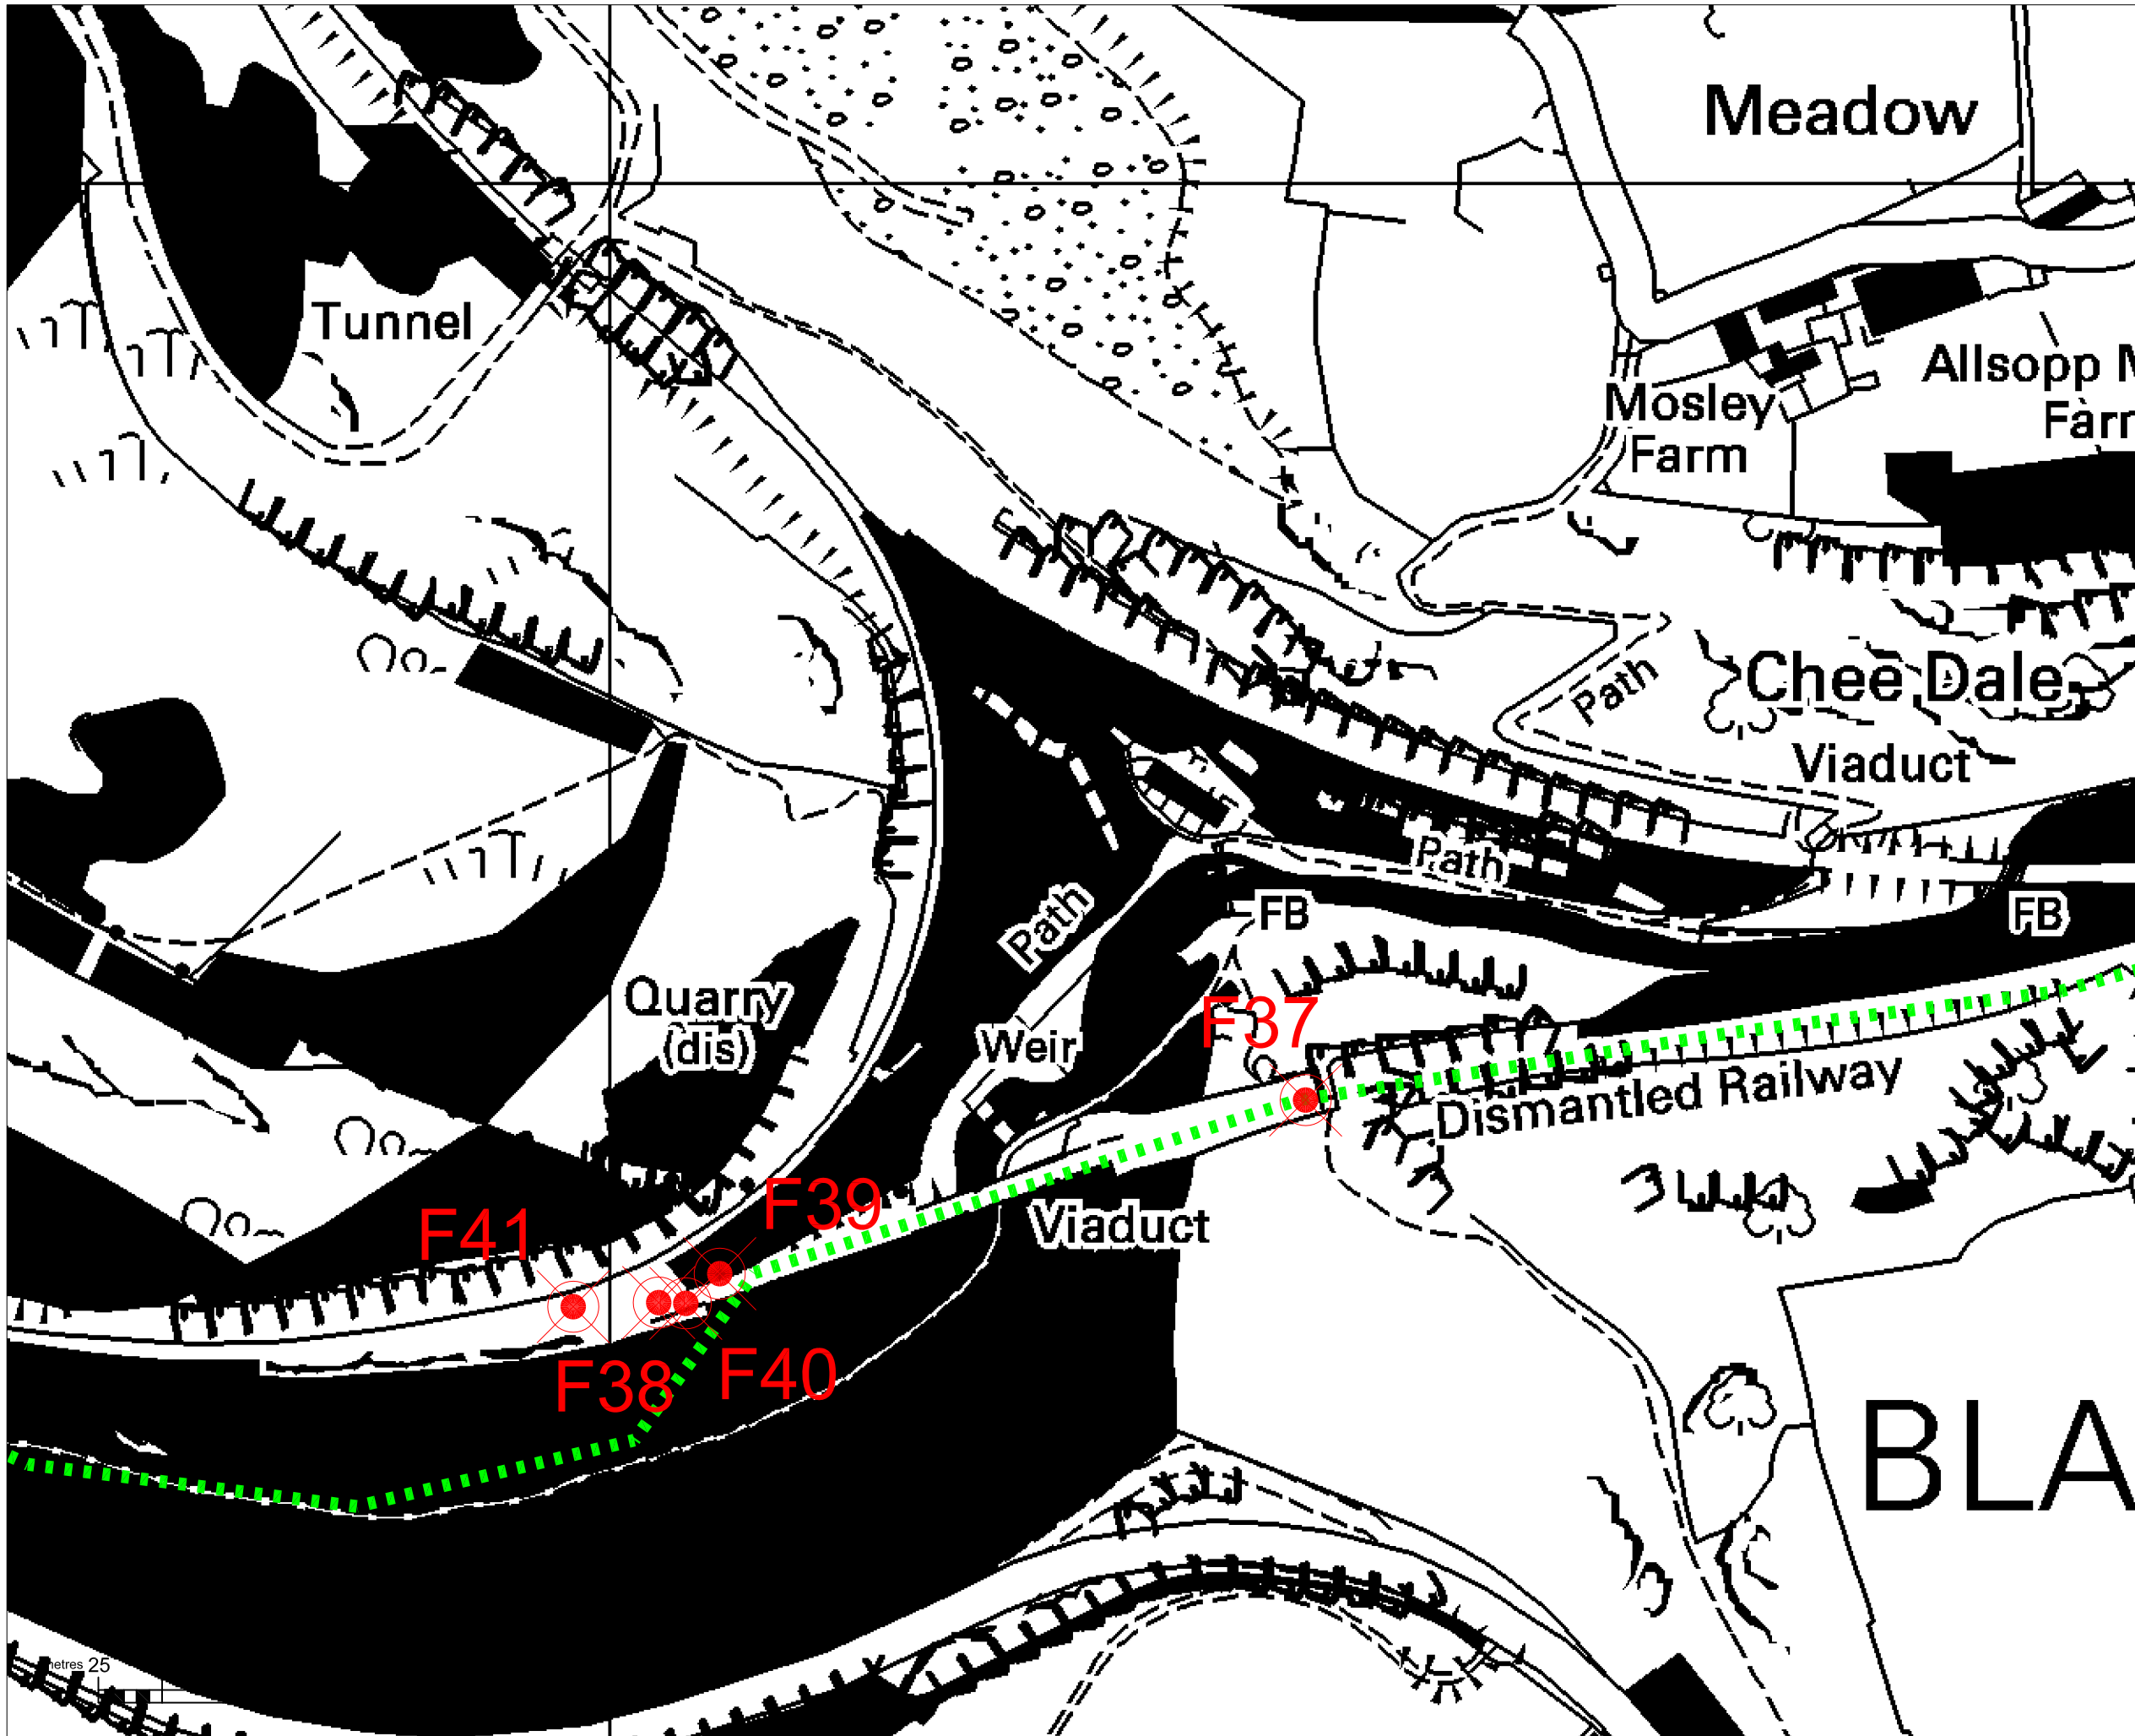 Meadow
Tunnel
Allsopp
Mosley
Farm
Chee Dale
Path
Viaduct
Path
FB
FB
Path
Quarry
(dis)
Weir
F37
Dismantled Railway
F39
F41
Viaduct
F38
F40
BLA
25